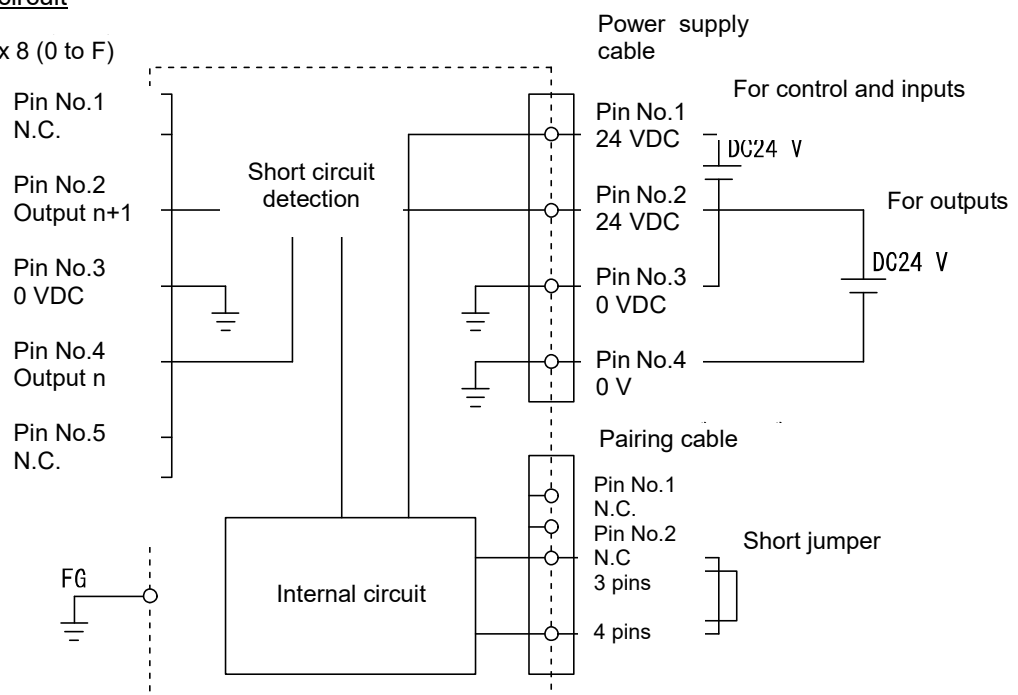 circuit
x 8 (0 to F)
Pin No.1
N.C.
Pin No.2
Output n+1
Pin No.3
0 VDC
Pin No.4
Output n
Pin No.5
N.C.
FG
Short circuit
detection
Internal circuit
Power supply
cable
Pin No.1
24 VDC
Pin No.2
24 VDC
Pin No.3
0 VDC
Pin No.4
0 V
For control and inputs
DC24 V
For outputs
DC24 V
Pairing cable
Pin No.1
N.C.
Pin No.2
N.C
3 pins
4 pins
Short jumper